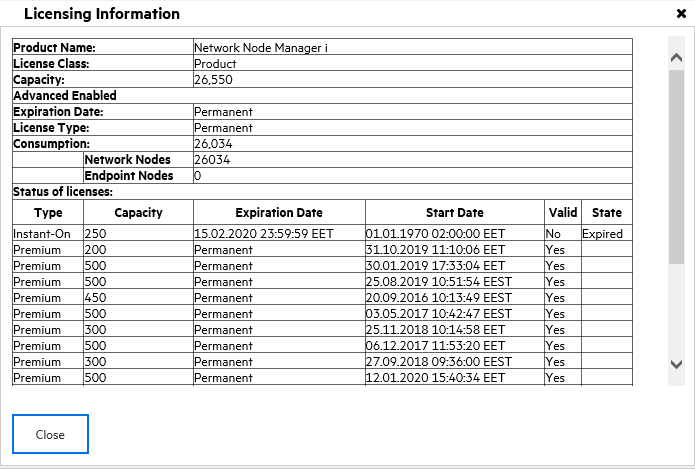 Licensing Information
Product Name: Network Node Manager i
License Class: Product
Capacity: 26,550
Advanced Enabled
Expiration Date: Permanent
License Type: Permanent
Consumption: 26,034
Network Nodes 26034
Endpoint Nodes 0
Status of licenses:
Type Capacity Expiration Date Start Date Valid State
Instant-On 250 15.02.2020 23:59:59 EET 01.01.1970 02:00:00 EET No Expired
Premium 200 Permanent 31.10.2019 11:10:06 EET Yes
Premium 500 Permanent 30.01.2019 17:33:04 EET Yes
Premium 500 Permanent 25.08.2019 10:51:54 EEST Yes
Premium 450 Permanent 20.09.2016 10:13:49 EEST Yes
Premium 500 Permanent 03.05.2017 10:42:47 EEST Yes
Premium 300 Permanent 25.11.2018 10:14:58 EET Yes
Premium 500 Permanent 06.12.2017 11:53:20 EET Yes
Premium 300 Permanent 27.09.2018 09:36:00 EEST Yes
Premium 500 Permanent 12.01.2020 15:40:34 EET Yes
Close